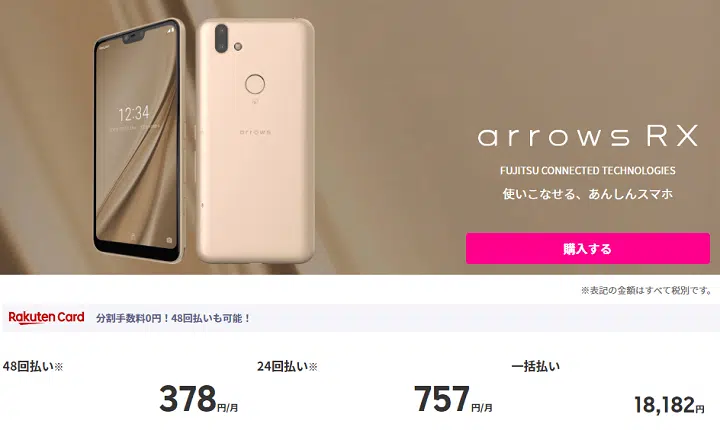 12:34
arrows
arrows RX
FUJITSU CONNECTED TECHNOLOGIES
使いこなせる、あんしんスマホ
購入する
※表記の金額はすべて税別です。
Rakuten Card 分割手数料0円！48回払いも可能！
48回払い※
378円/月
24回払い※
757円/月
一括払い
18,182円